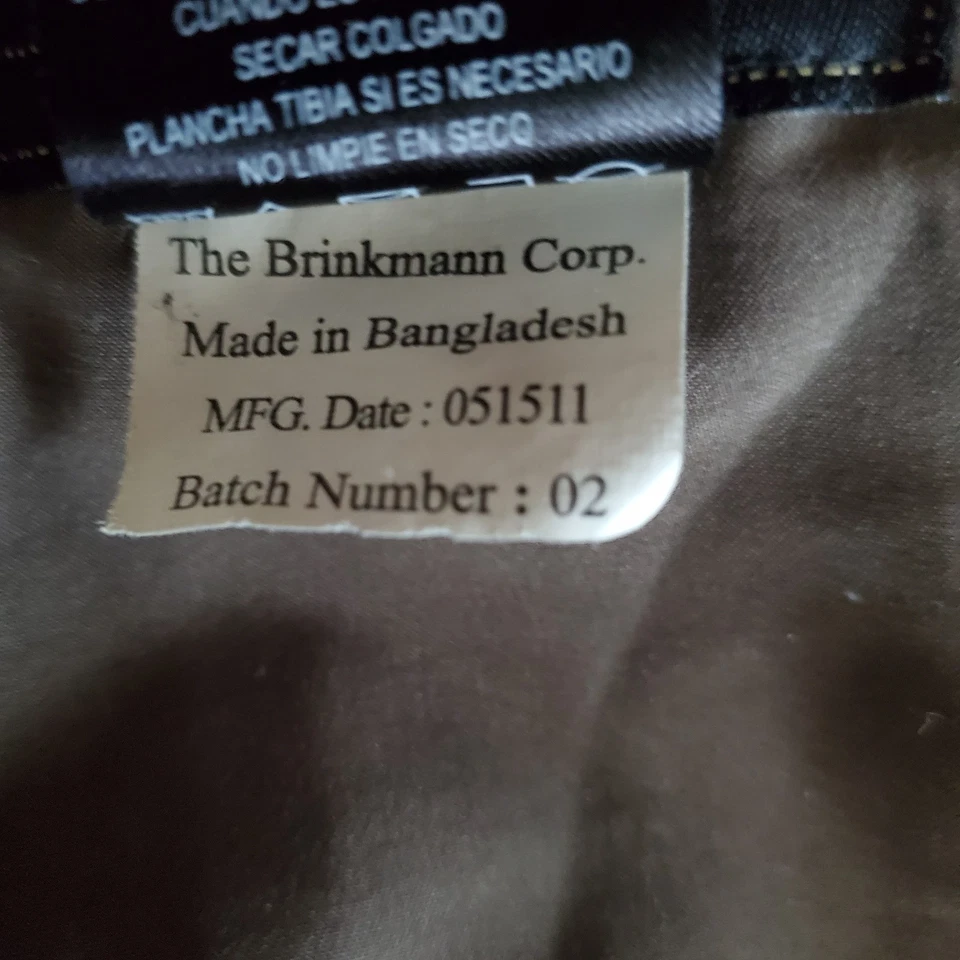 CUANDO
SECAR COLGADO
PLANCHA TIBIA SI ES NECESARIO
NO LIMPIE EN SECO
The Brinkmann Corp.
Made in Bangladesh
MFG. Date : 051511
Batch Number : 02